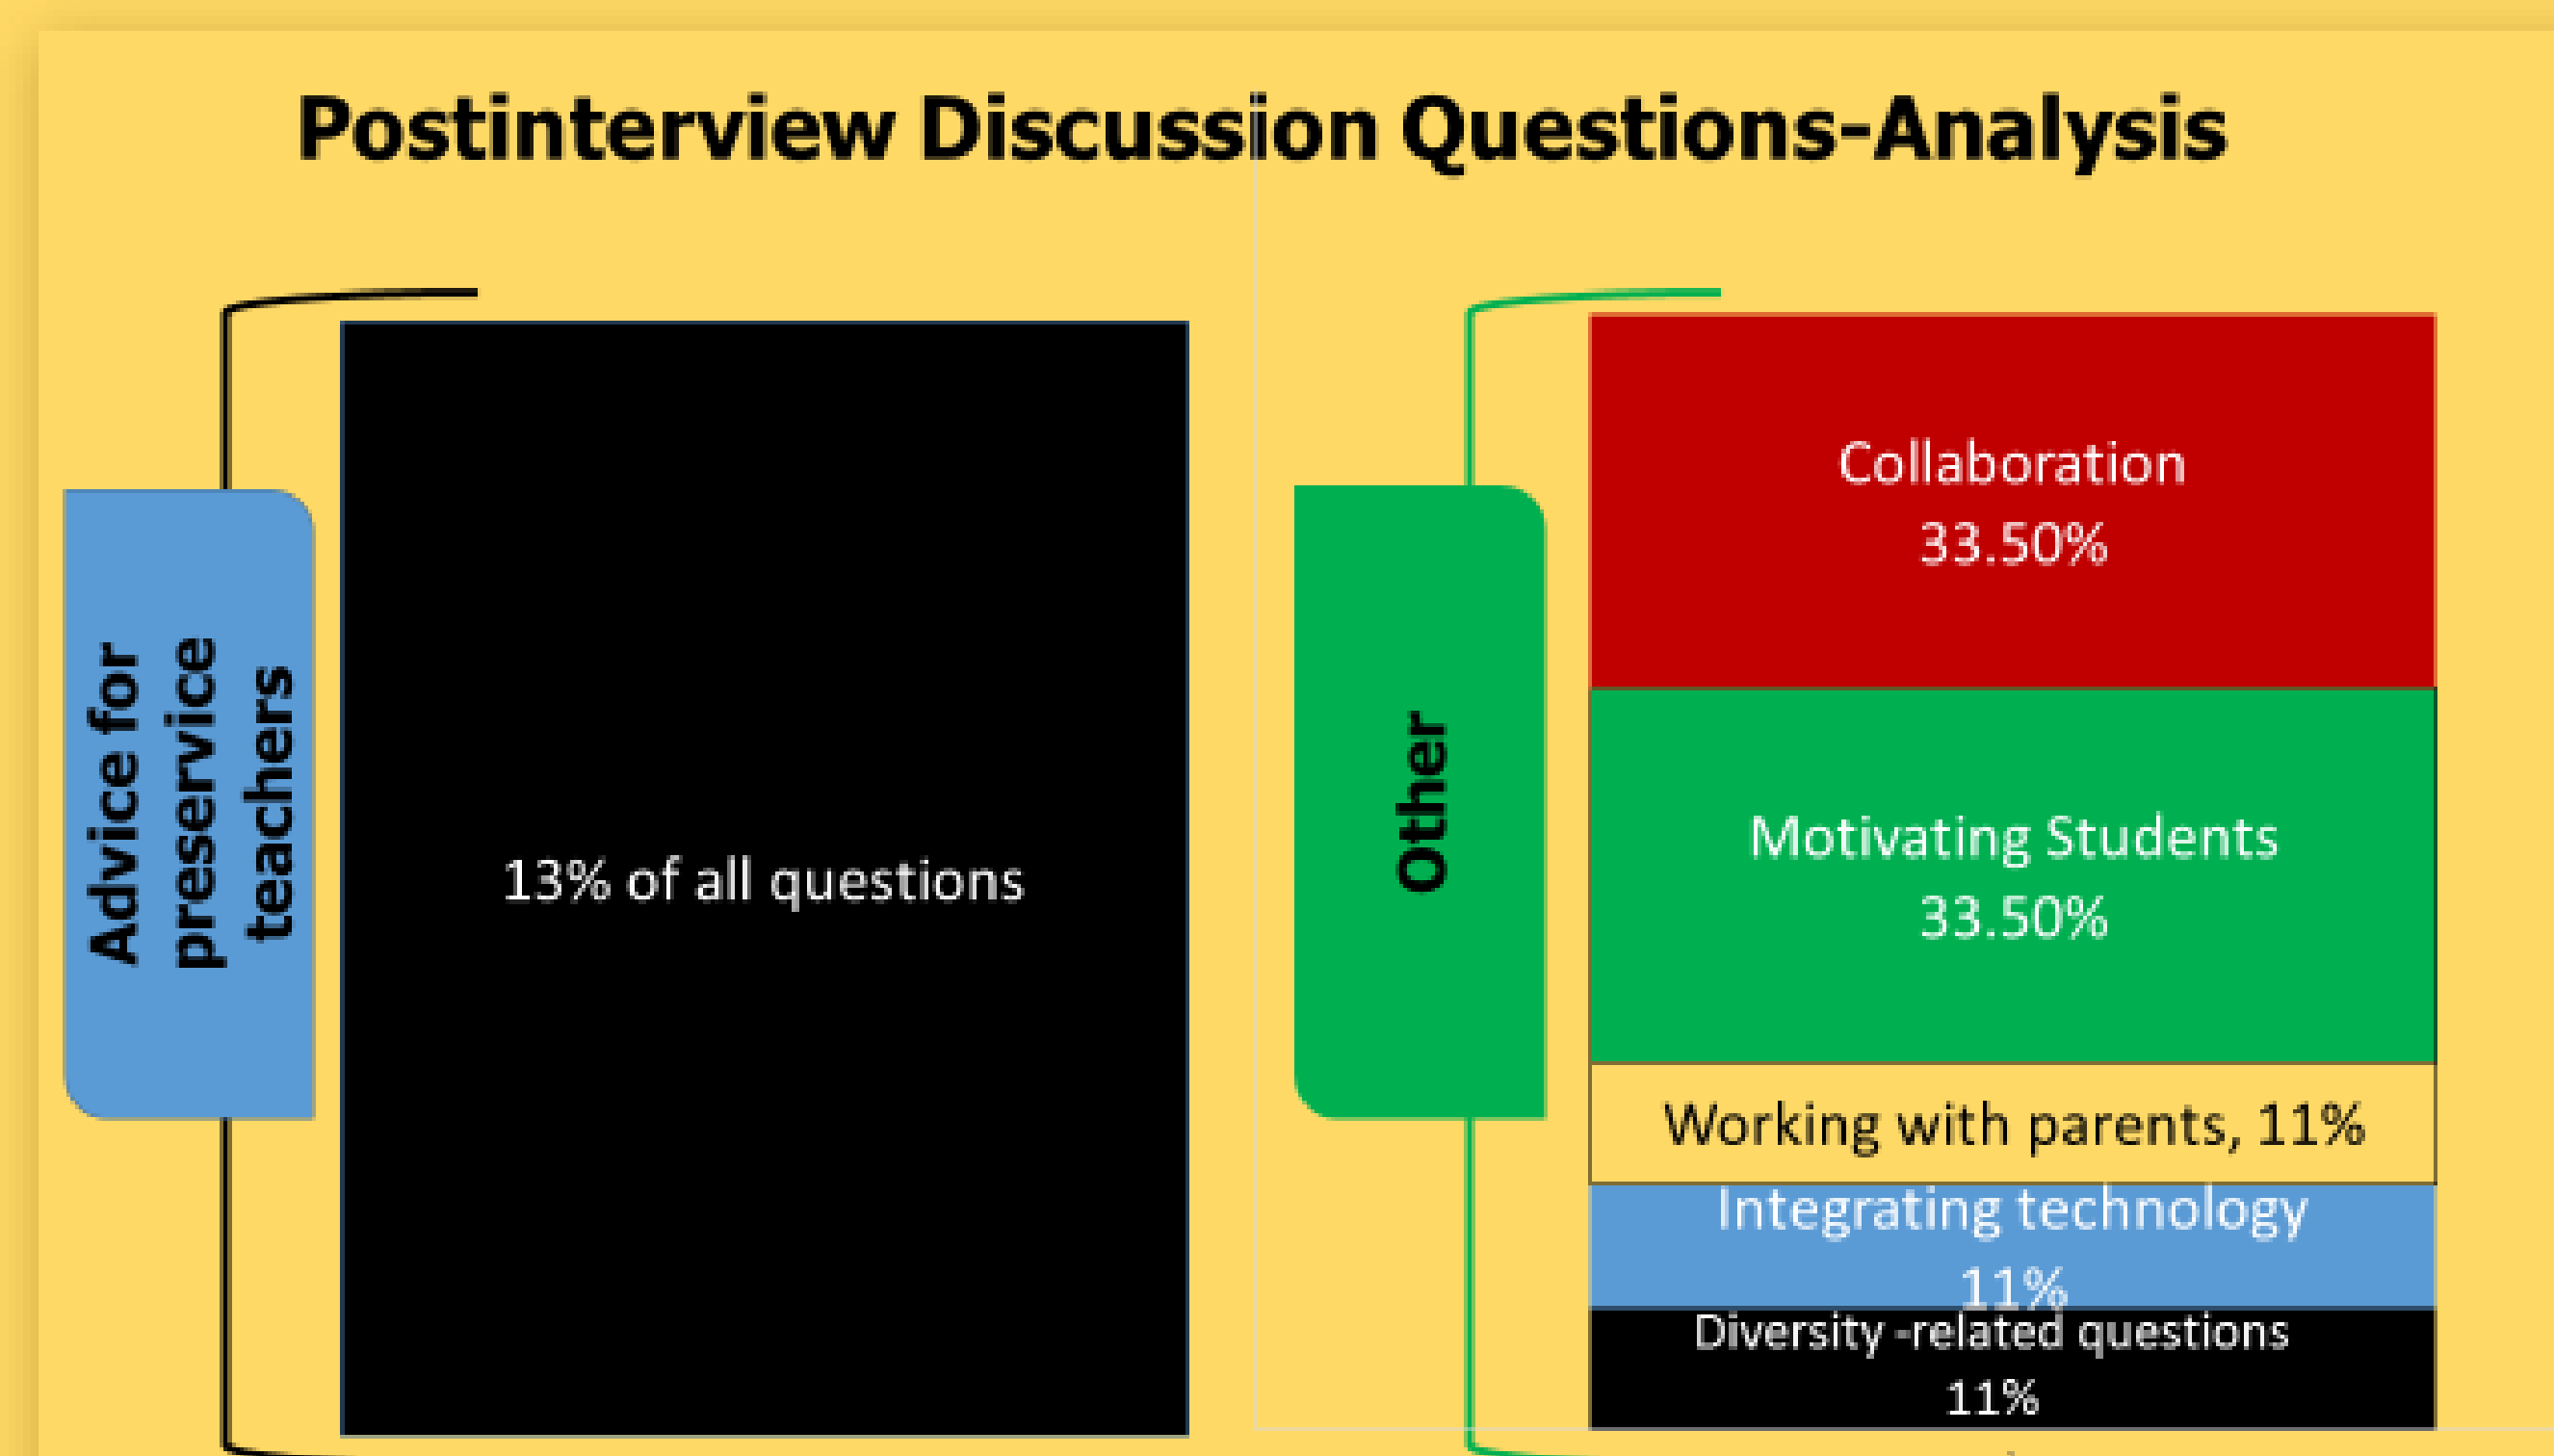 Postinterview Discussion Questions-Analysis
Advice for
preservice
teachers
13% of all questions
Other
Collaboration
33.50%
Motivating Students
33.50%
Working with parents, 11%
Integrating technology
11%
Diversity -related questions
11%